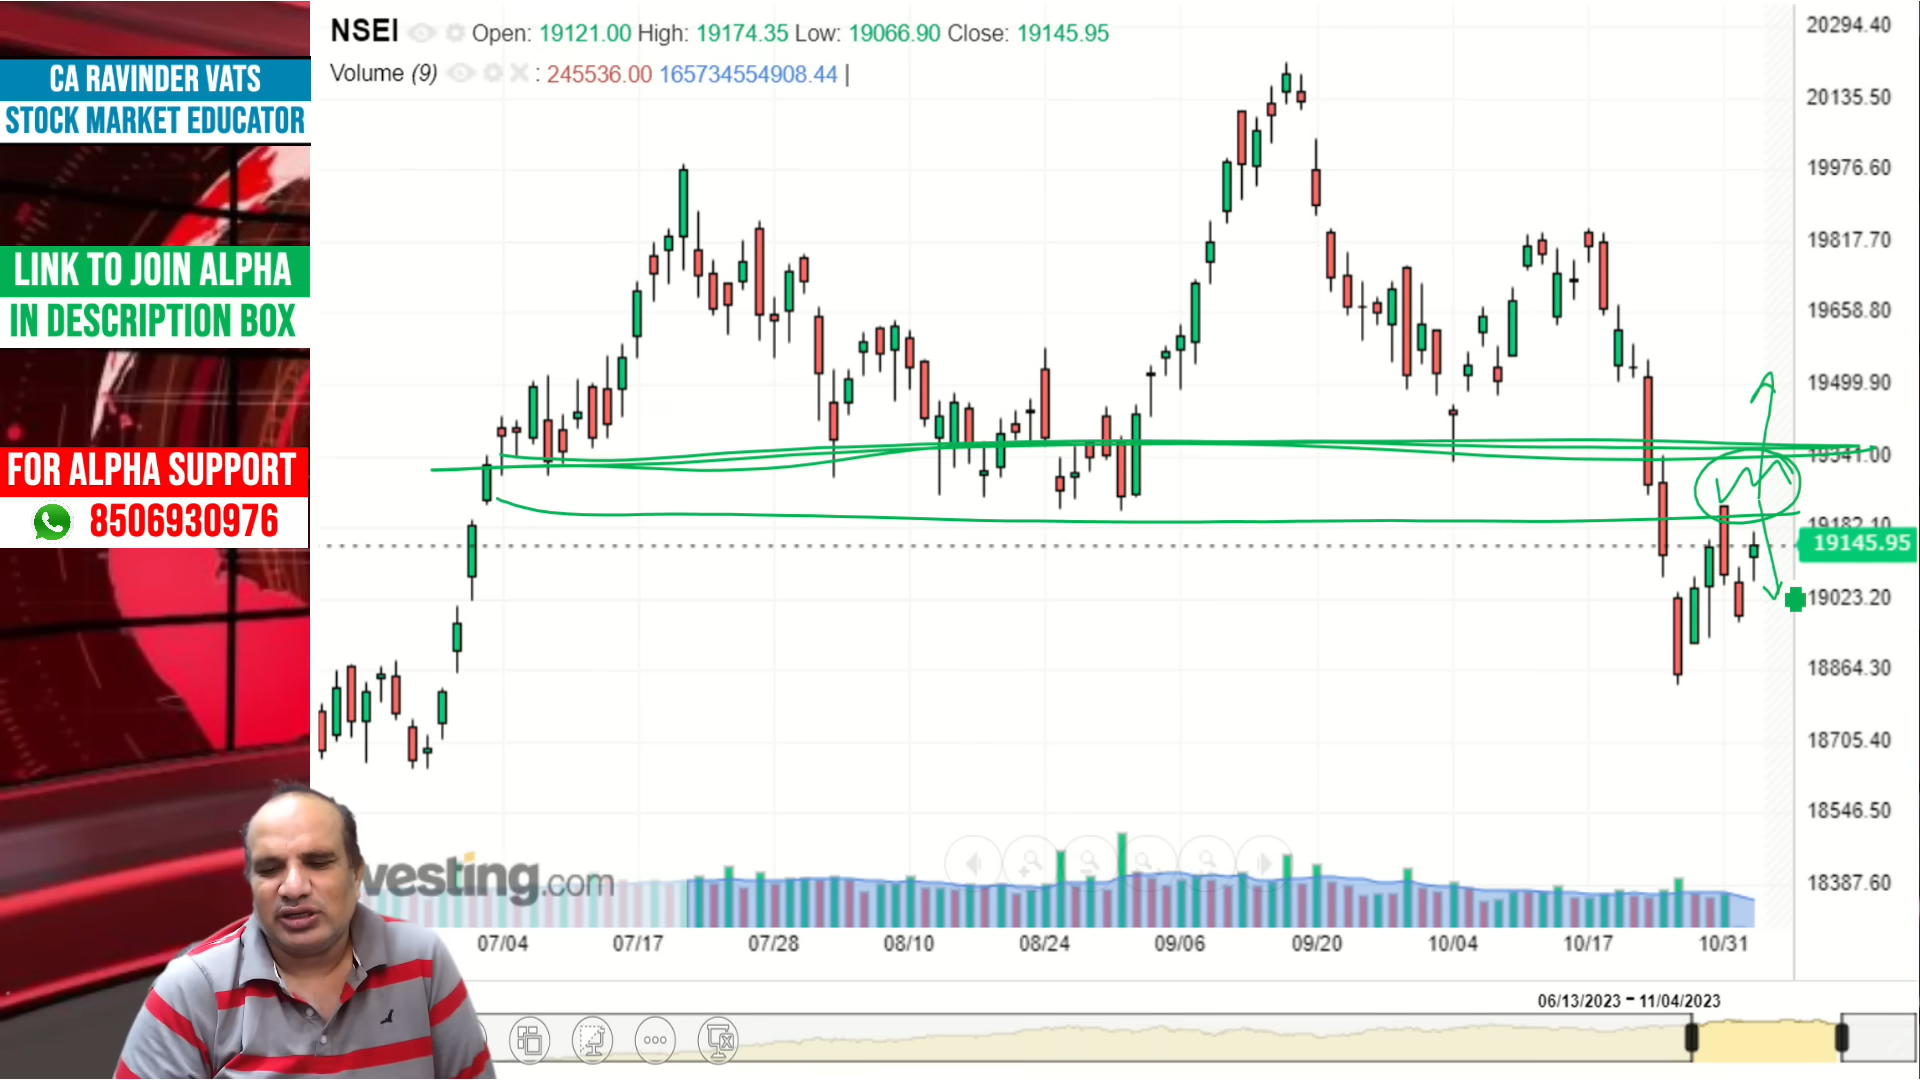 CA RAVINDER VATS
STOCK MARKET EDUCATOR
LINK TO JOIN ALPHA
IN DESCRIPTION BOX
FOR ALPHA SUPPORT
8506930976
NSEI Open: 19121.00 High: 19174.35 Low: 19066.90 Close: 19145.95
Volume (9) : 245536.00 165734554908.44
20294.40
20135.50
19976.60
19817.70
19658.80
19499.90
19341.00
19182.10
19145.95
19023.20
18864.30
18705.40
18546.50
18387.60
vesting.com
07/04 07/17 07/28 08/10 08/24 09/06 09/20 10/04 10/17 10/31
06/13/2023 - 11/04/2023